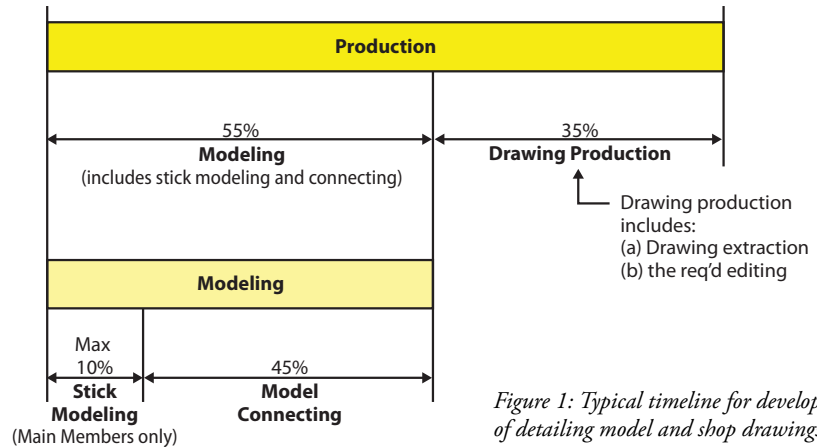 Production
55%
Modeling
(includes stick modeling and connecting)
35%
Drawing Production
Drawing production
includes:
(a) Drawing extraction
(b) the req'd editing
Modeling
Max
10%
Stick
Modeling
(Main Members only)
45%
Model
Connecting
Figure 1: Typical timeline for
of detailing model and shop